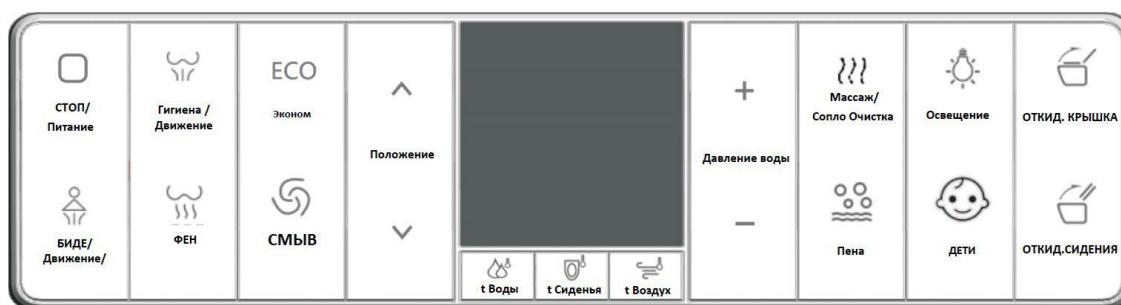 СТОП/
Питание
БИДЕ/
Движение/
Гигиена /
Движение
ФЕН
ECO
Эконом
СМЫВ
Положение
t Воды
t Сиденья
t Воздух
Давление воды
Массаж/
Сопло Очистка
Пена
Освещение
ДЕТИ
ОТКИД. КРЫШКА
ОТКИД.СИДЕНИЯ